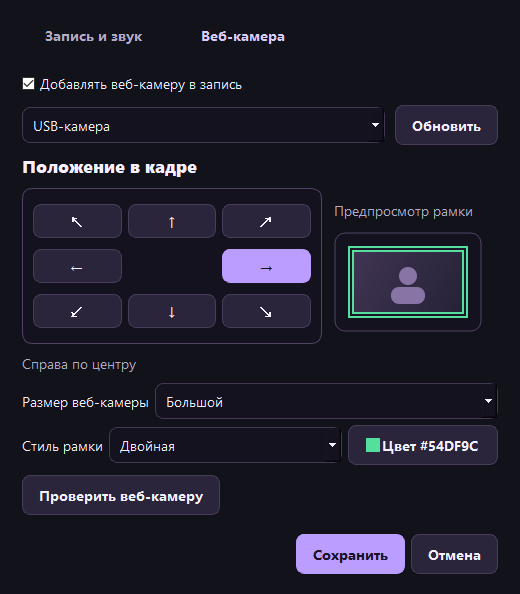 Запись и звук Веб-камера
Добавлять веб-камеру в запись
USB-камера Обновить
Положение в кадре
↖ ↑ ↗
Предпросмотр рамки
← →
↙ ↓ ↘
Справа по центру
Размер веб-камеры Большой
Стиль рамки Двойная Цвет #54DF9C
Проверить веб-камеру
Сохранить Отмена